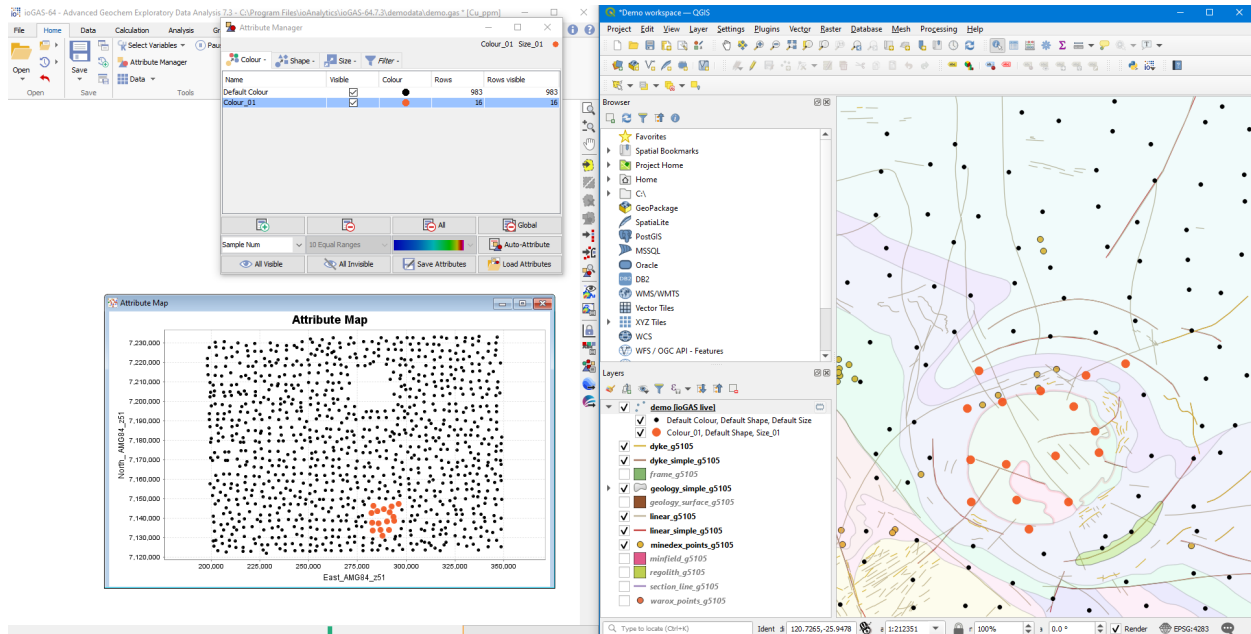 ioGAS-64 - Advanced Geochem Exploratory Data Analysis 7.3 - C:\Program Files\ioAnalytics\ioGAS-64.7.3\demodata\demo.gas * [Cu_ppm]
File Home Data Calculation Analysis
Open
Save
Select Variables
Attribute Manager
Data
Open Save Tools
Attribute Manager
Colour_01 Size_01
Colour Shape Size Filter
Name Visible Colour Rows Rows visible
Default Colour 983 983
Colour_01 16 16
All Global
Sample Num 10 Equal Ranges Auto-Attribute
All Visible All Invisible Save Attributes Load Attributes
Attribute Map
Attribute Map
North_AMG84_z51
7,230,000
7,220,000
7,210,000
7,200,000
7,190,000
7,180,000
7,170,000
7,160,000
7,150,000
7,140,000
7,130,000
7,120,000
200,000 225,000 250,000 275,000 300,000 325,000 350,000
East_AMG84_z51
*Demo workspace — QGIS
Project Edit View Layer Settings Plugins Vector Raster Database Mesh Processing Help
Browser
Favorites
Spatial Bookmarks
Project Home
Home
C:\
GeoPackage
SpatiaLite
PostGIS
MSSQL
Oracle
DB2
WMS/WMTS
Vector Tiles
XYZ Tiles
WCS
WFS / OGC API - Features
Layers
demo [ioGAS live]
Default Colour, Default Shape, Default Size
Colour_01, Default Shape, Size_01
dyke_g5105
dyke_simple_g5105
frame_g5105
geology_simple_g5105
geology_surface_g5105
linear_g5105
linear_simple_g5105
minedex_points_g5105
minfield_g5105
regolith_g5105
section_line_g5105
warox_points_g5105
Type to locate (Ctrl+K) Ident 120.7265,-25.9478 1:212351 100% 0.0 ° Render EPSG:4283